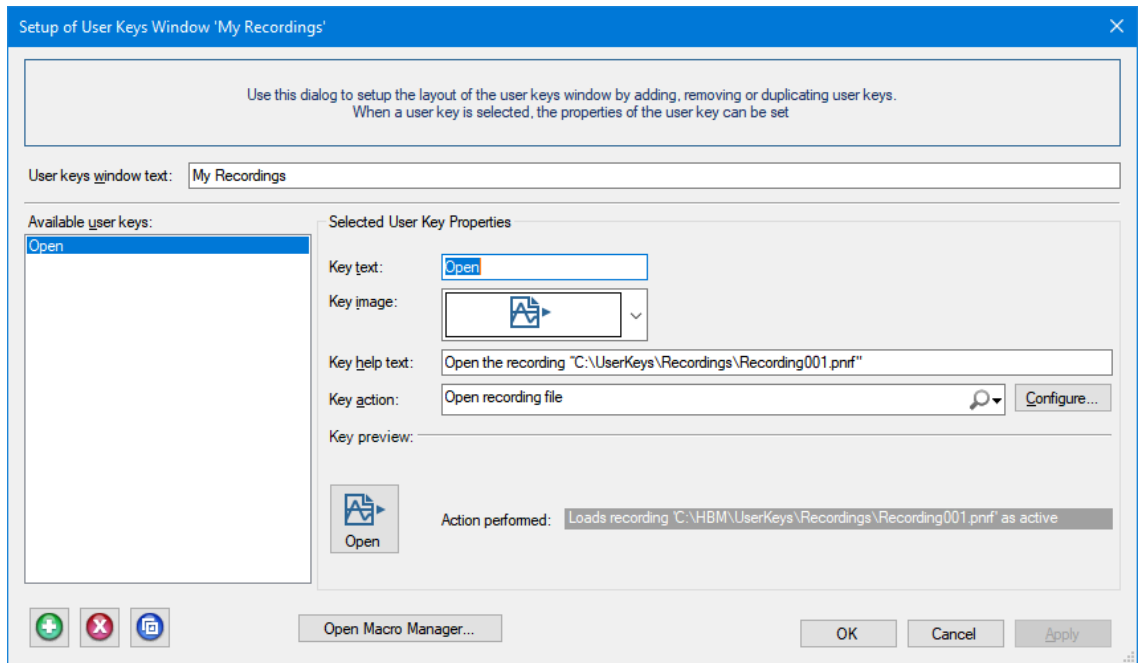 Setup of User Keys Window 'My Recordings'
Use this dialog to setup the layout of the user keys window by adding, removing or duplicating user keys.
When a user key is selected, the properties of the user key can be set
User keys window text: My Recordings
Available user keys:
Open
Selected User Key Properties
Key text: Open
Key image:
Key help text: Open the recording "C:\UserKeys\Recordings\Recording001.pnrf"
Key action: Open recording file Configure...
Key preview:
Open
Action performed: Loads recording 'C:\HBM\UserKeys\Recordings\Recording001.pnrf' as active
Open Macro Manager... OK Cancel Apply